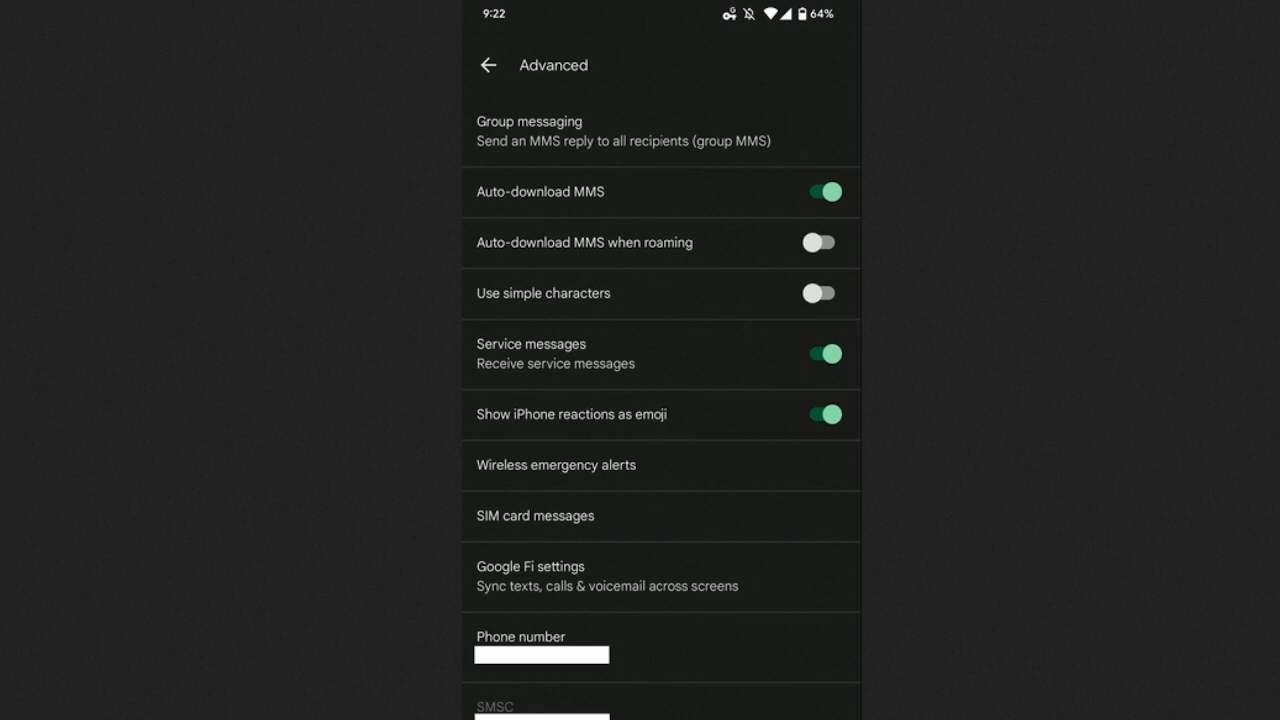 9:22
64%
Advanced
Group messaging
Send an MMS reply to all recipients (group MMS)
Auto-download MMS
Auto-download MMS when roaming
Use simple characters
Service messages
Receive service messages
Show iPhone reactions as emoji
Wireless emergency alerts
SIM card messages
Google Fi settings
Sync texts, calls & voicemail across screens
Phone number
SMSC